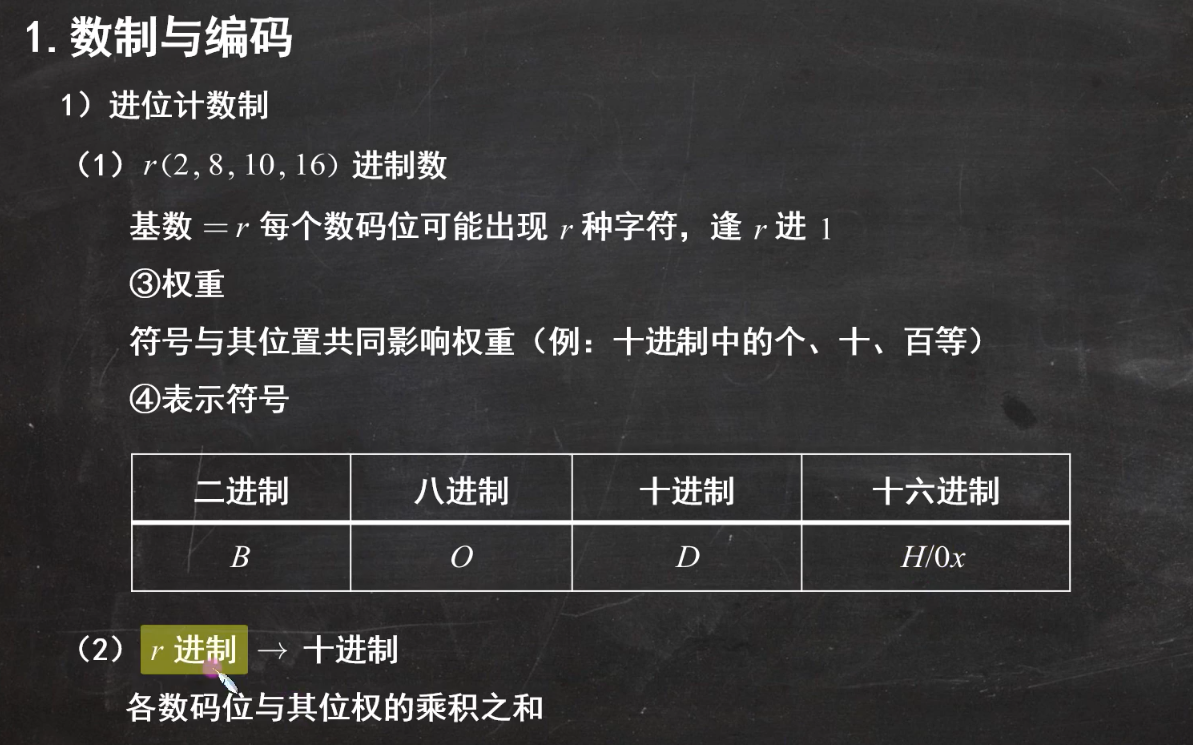 1. 数制与编码
1）进位计数制
（1）r(2, 8, 10, 16) 进制数
基数 = r 每个数码位可能出现 r 种字符，逢 r 进 1
③权重
符号与其位置共同影响权重（例：十进制中的个、十、百等）
④表示符号
二进制 八进制 十进制 十六进制
B O D H/0x
（2）r 进制 → 十进制
各数码位与其位权的乘积之和